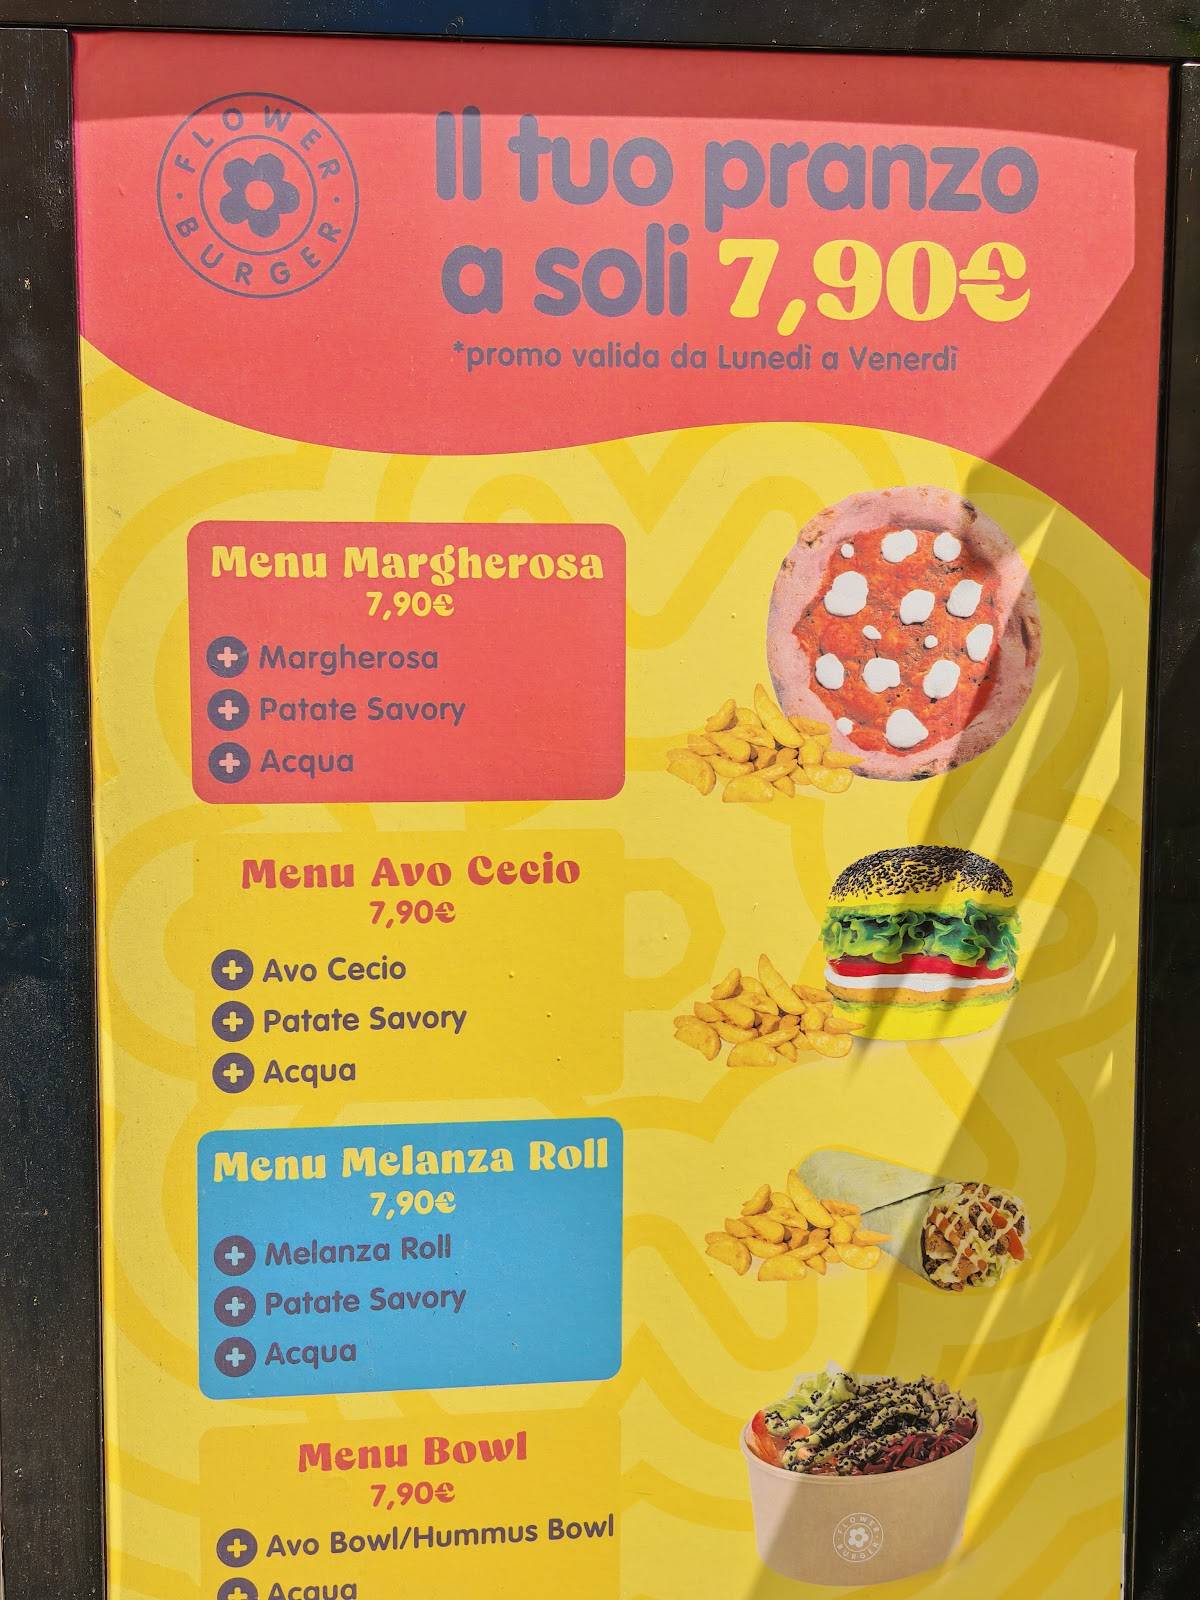 FLOWER BURGER
Il tuo pranzo
a soli 7,90€
*promo valida da Lunedì a Venerdì
Menu Margherosa
7,90€
+ Margherosa
+ Patate Savory
+ Acqua
Menu Avo Cecio
7,90€
+ Avo Cecio
+ Patate Savory
+ Acqua
Menu Melanza Roll
7,90€
+ Melanza Roll
+ Patate Savory
+ Acqua
Menu Bowl
7,90€
+ Avo Bowl/Hummus Bowl
+ Acqua
FLOWER BURGER